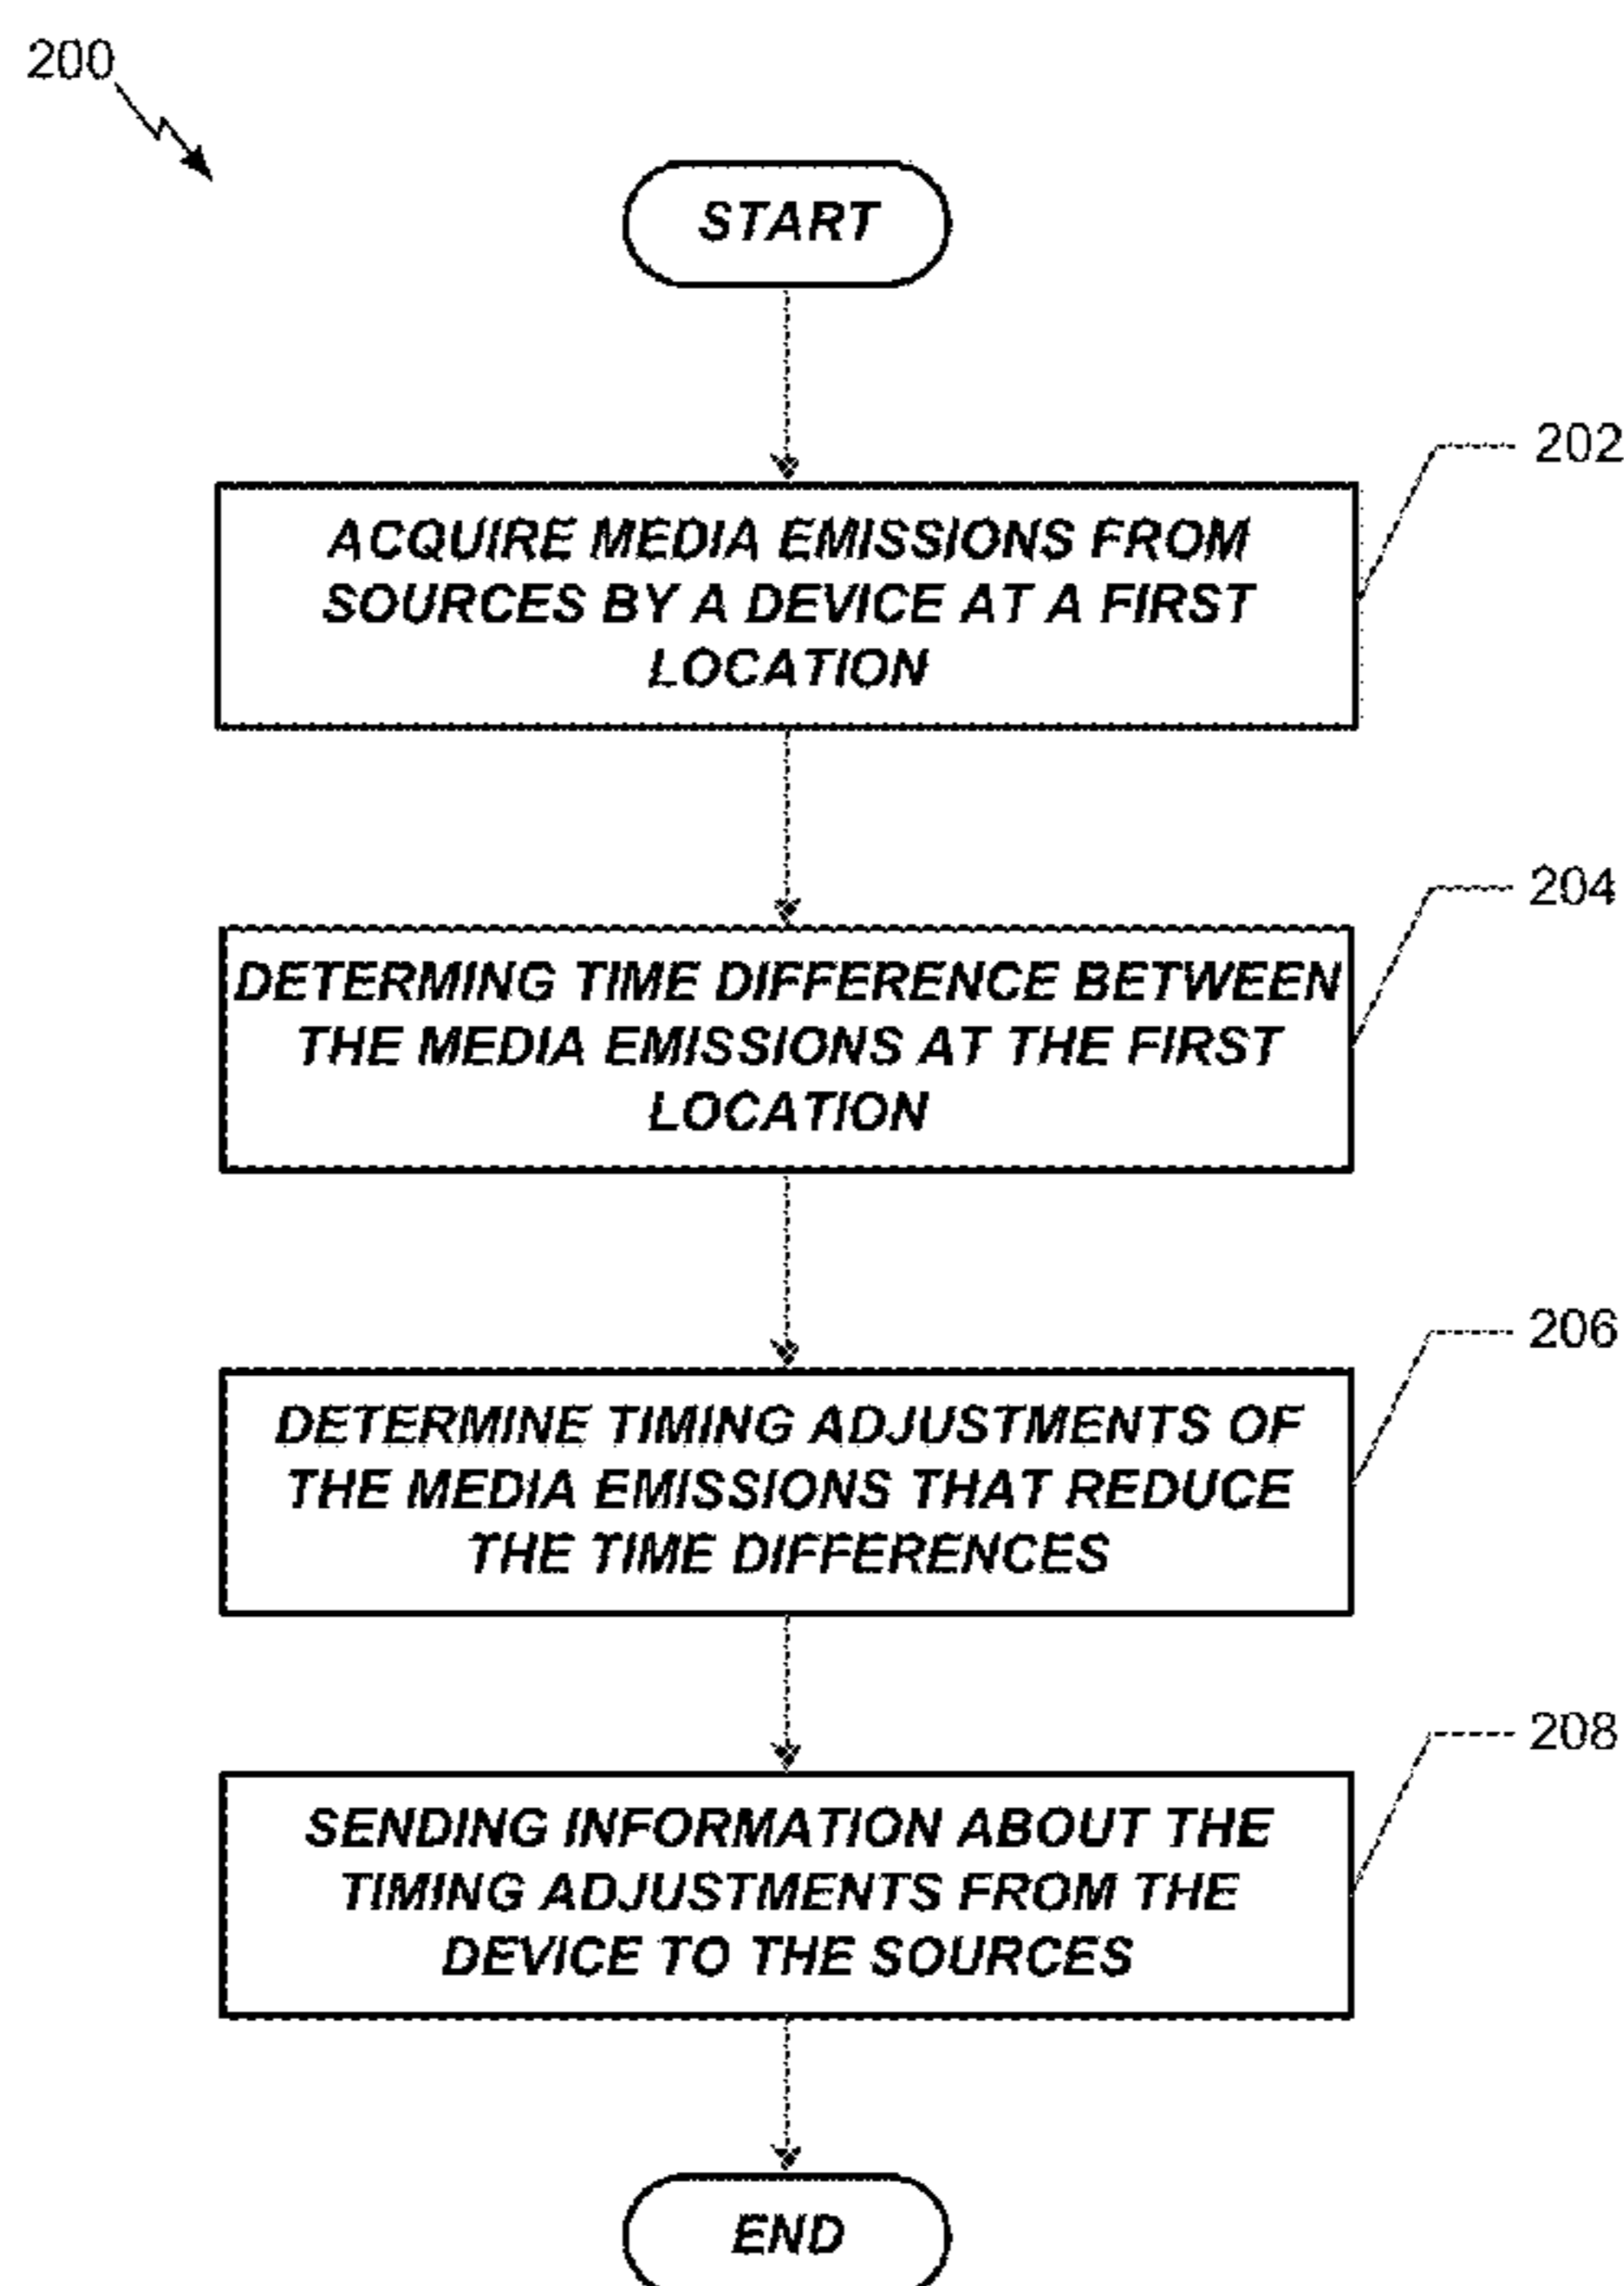 200
START
202
ACQUIRE MEDIA EMISSIONS FROM
SOURCES BY A DEVICE AT A FIRST
LOCATION
204
DETERMING TIME DIFFERENCE BETWEEN
THE MEDIA EMISSIONS AT THE FIRST
LOCATION
206
DETERMINE TIMING ADJUSTMENTS OF
THE MEDIA EMISSIONS THAT REDUCE
THE TIME DIFFERENCES
208
SENDING INFORMATION ABOUT THE
TIMING ADJUSTMENTS FROM THE
DEVICE TO THE SOURCES
END